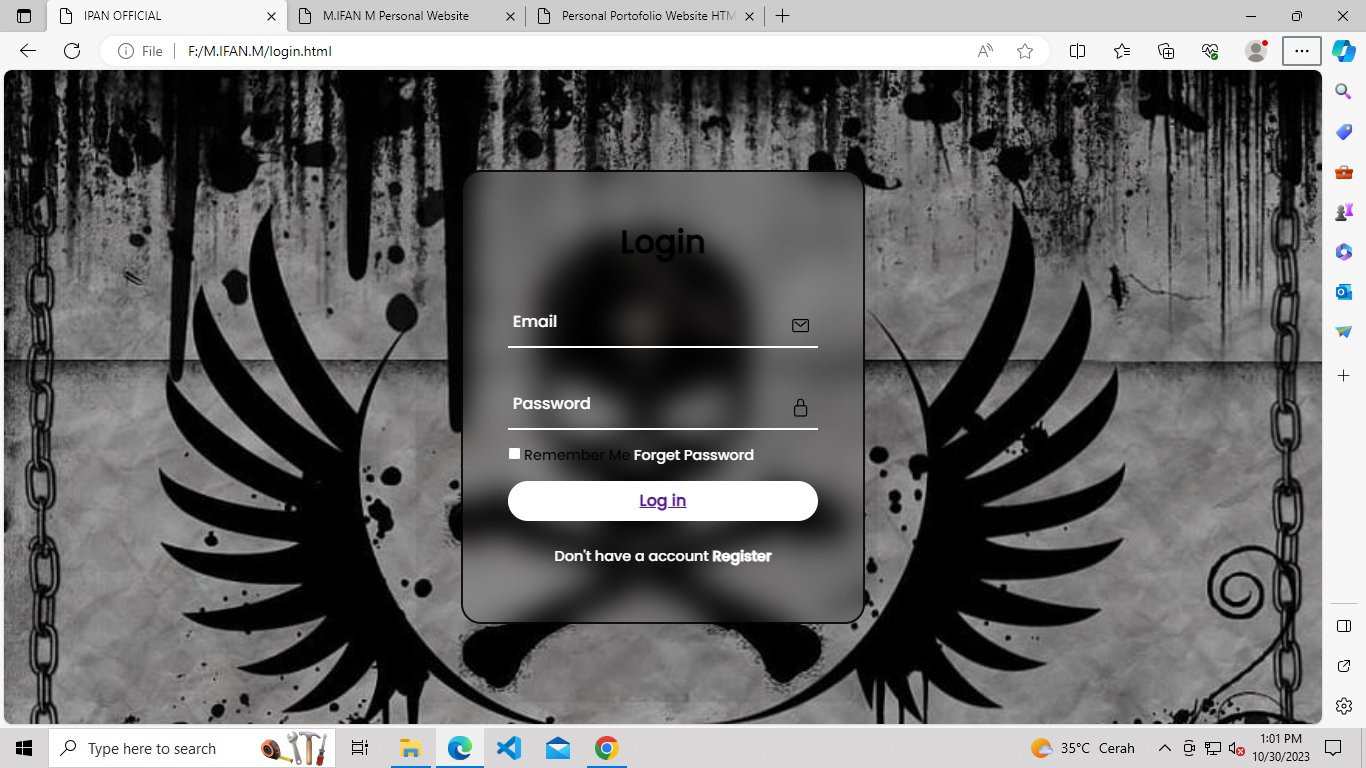 IPAN OFFICIAL
M.IFAN M Personal Website
Personal Portofolio Website HTM
File
F:/M.IFAN.M/login.html
Login
Email
Password
Remember Me Forget Password
Log in
Don't have a account Register
Type here to search
35°C Cerah
1:01 PM
10/30/2023